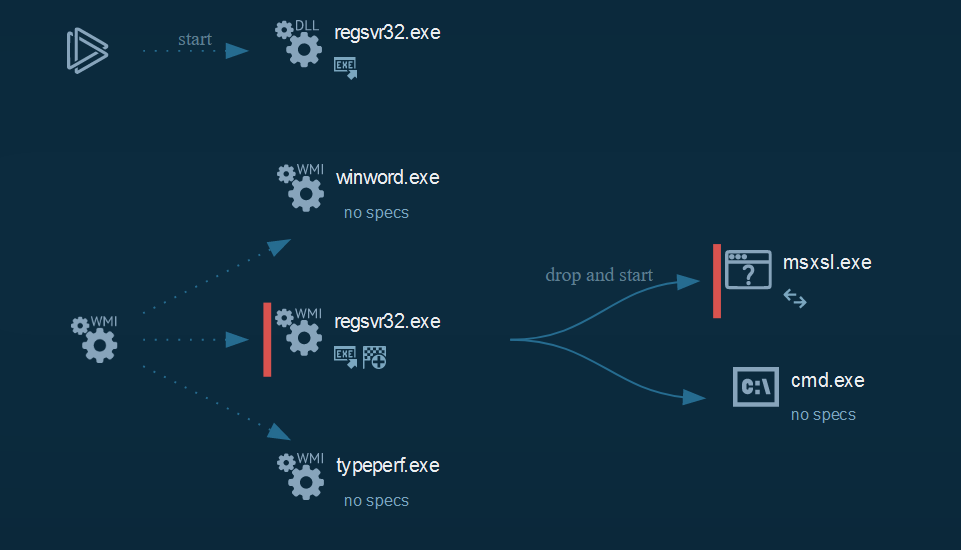 start
DLL
regsvr32.exe
EXE
WMI
winword.exe
no specs
WMI
WMI
regsvr32.exe
EXE
drop and start
?
msxsl.exe
C:\
cmd.exe
no specs
WMI
typeperf.exe
no specs